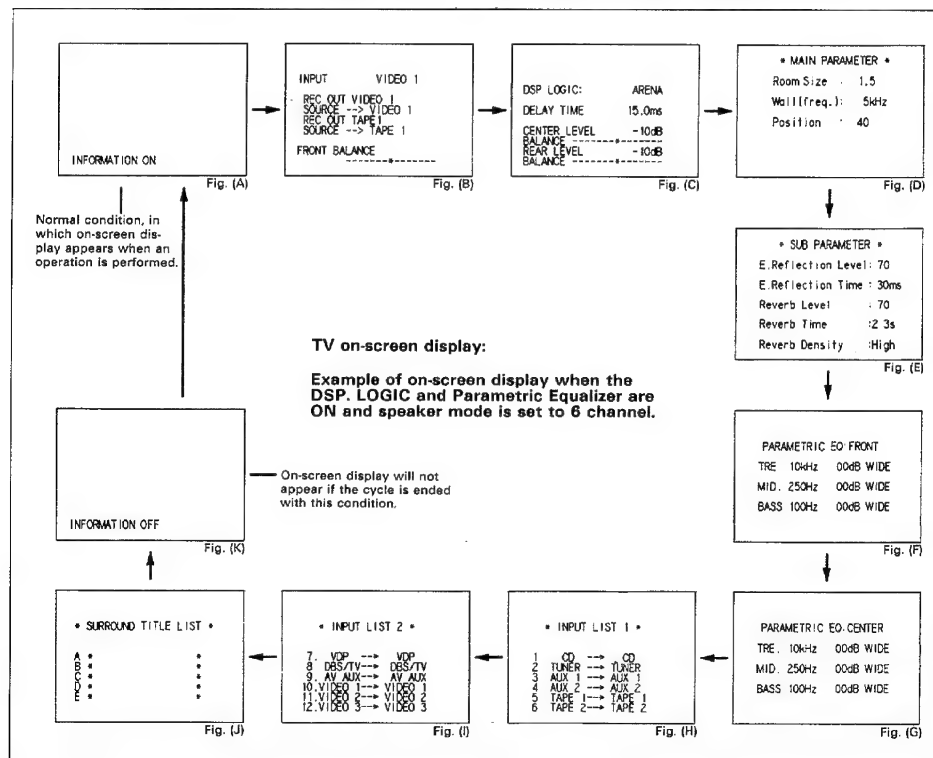 INFORMATION ON
Fig. (A)
INPUT VIDEO 1
REC OUT VIDEO 1
SOURCE --> VIDEO 1
REC OUT TAPE 1
SOURCE --> TAPE 1
FRONT BALANCE
-------*-------
Fig. (B)
DSP LOGIC: ARENA
DELAY TIME 15.0ms
CENTER LEVEL -10dB
BALANCE -------*-------
REAR LEVEL -10dB
BALANCE -------*-------
Fig. (C)
* MAIN PARAMETER *
Room Size . 1.5
Wall(freq.): 5kHz
Position : 40
Fig. (D)
Normal condition, in
which on-screen dis-
play appears when an
operation is performed.
* SUB PARAMETER *
E.Reflection Level: 70
E.Reflection Time : 30ms
Reverb Level : 70
Reverb Time :2 3s
Reverb Density :High
Fig. (E)
TV on-screen display:
Example of on-screen display when the
DSP. LOGIC and Parametric Equalizer are
ON and speaker mode is set to 6 channel.
INFORMATION OFF
Fig. (K)
On-screen display will not
appear if the cycle is ended
with this condition.
PARAMETRIC EQ FRONT
TRE 10kHz 00dB WIDE
MID. 250Hz 00dB WIDE
BASS 100Hz 00dB WIDE
Fig. (F)
* SURROUND TITLE LIST *
A * *
B * *
C * *
D * *
E * *
Fig. (J)
* INPUT LIST 2 *
7. VDP --> VDP
8 DBS/TV--> DBS/TV
9. AV AUX--> AV AUX
10.VIDEO 1--> VIDEO 1
11.VIDEO 2--> VIDEO 2
12.VIDEO 3--> VIDEO 3
Fig. (I)
* INPUT LIST 1 *
1 CD --> CD
2 TUNER --> TUNER
3 AUX 1 --> AUX 1
4 AUX 2 --> AUX 2
5 TAPE 1--> TAPE 1
6 TAPE 2--> TAPE 2
Fig. (H)
PARAMETRIC EQ.CENTER
TRE. 10kHz 00dB WIDE
MID. 250Hz 00dB WIDE
BASS 100Hz 00dB WIDE
Fig. (G)